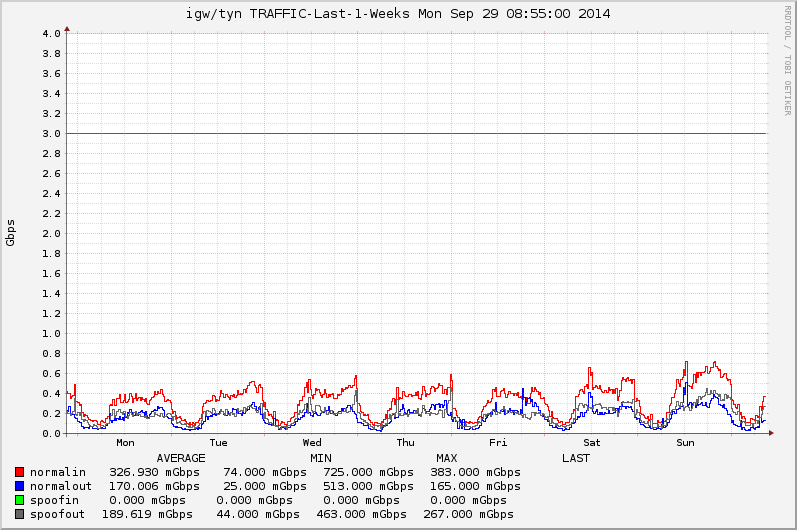 igw/tyn TRAFFIC-Last-1-Weeks Mon Sep 29 08:55:00 2014
RRDTOOL / TOBI OETIKER
Gbps
4.0
3.8
3.6
3.4
3.2
3.0
2.8
2.6
2.4
2.2
2.0
1.8
1.6
1.4
1.2
1.0
0.8
0.6
0.4
0.2
0.0
Mon Tue Wed Thu Fri Sat Sun
AVERAGE MIN MAX LAST
normalin 326.930 mGbps 74.000 mGbps 725.000 mGbps 383.000 mGbps
normalout 170.006 mGbps 25.000 mGbps 513.000 mGbps 165.000 mGbps
spoofin 0.000 mGbps 0.000 mGbps 0.000 mGbps 0.000 mGbps
spoofout 189.619 mGbps 44.000 mGbps 463.000 mGbps 267.000 mGbps